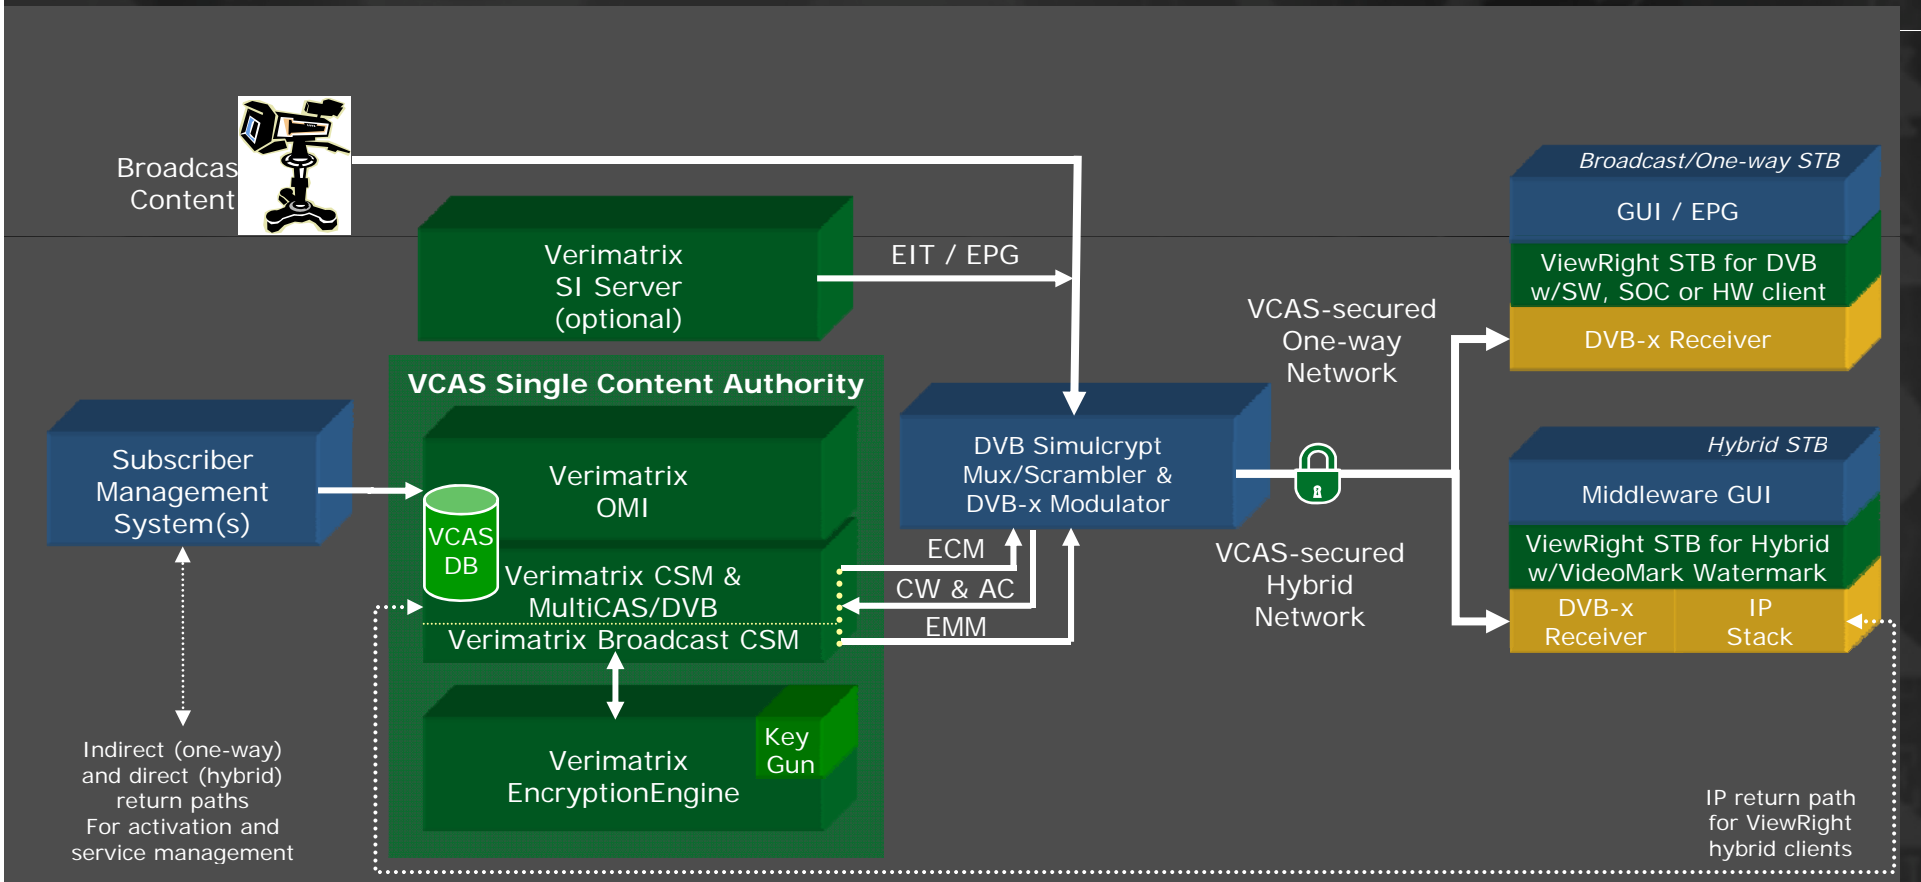 Broadcas
Content
Verimatrix
SI Server
(optional)
EIT / EPG
VCAS Single Content Authority
Subscriber
Management
System(s)
Verimatrix
OMI
VCAS
DB
Verimatrix CSM &
MultiCAS/DVB
Verimatrix Broadcast CSM
Verimatrix
EncryptionEngine
Key
Gun
Indirect (one-way)
and direct (hybrid)
return paths
For activation and
service management
DVB Simulcrypt
Mux/Scrambler &
DVB-x Modulator
ECM
CW & AC
EMM
VCAS-secured
One-way
Network
VCAS-secured
Hybrid
Network
Broadcast/One-way STB
GUI / EPG
ViewRight STB for DVB
w/SW, SOC or HW client
DVB-x Receiver
Hybrid STB
Middleware GUI
ViewRight STB for Hybrid
w/VideoMark Watermark
DVB-x
Receiver
IP
Stack
IP return path
for ViewRight
hybrid clients